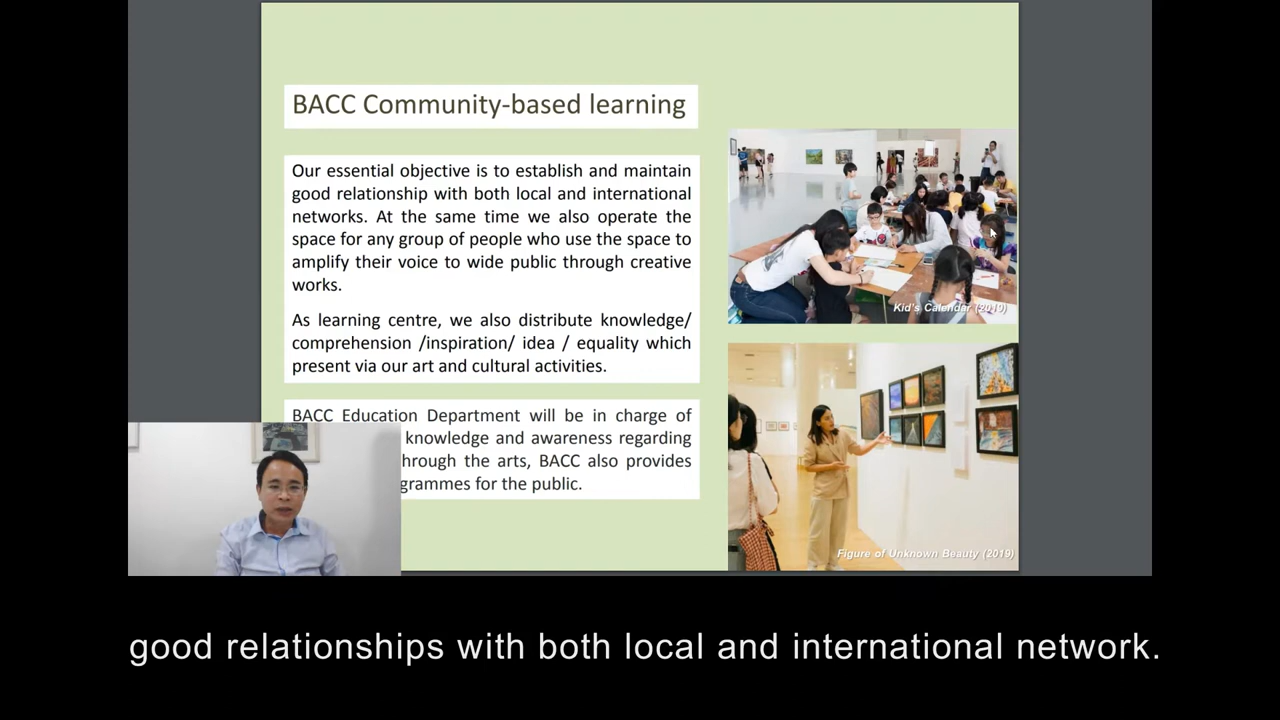 BACC Community-based learning
Our essential objective is to establish and maintain
good relationship with both local and international
networks. At the same time we also operate the
space for any group of people who use the space to
amplify their voice to wide public through creative
works.
As learning centre, we also distribute knowledge/
comprehension /inspiration/ idea / equality which
present via our art and cultural activities.
BACC Education Department will be in charge of
knowledge and awareness regarding
through the arts, BACC also provides
grammes for the public.
Kid's Calendar (2019)
Figure of Unknown Beauty (2019)
good relationships with both local and international network.